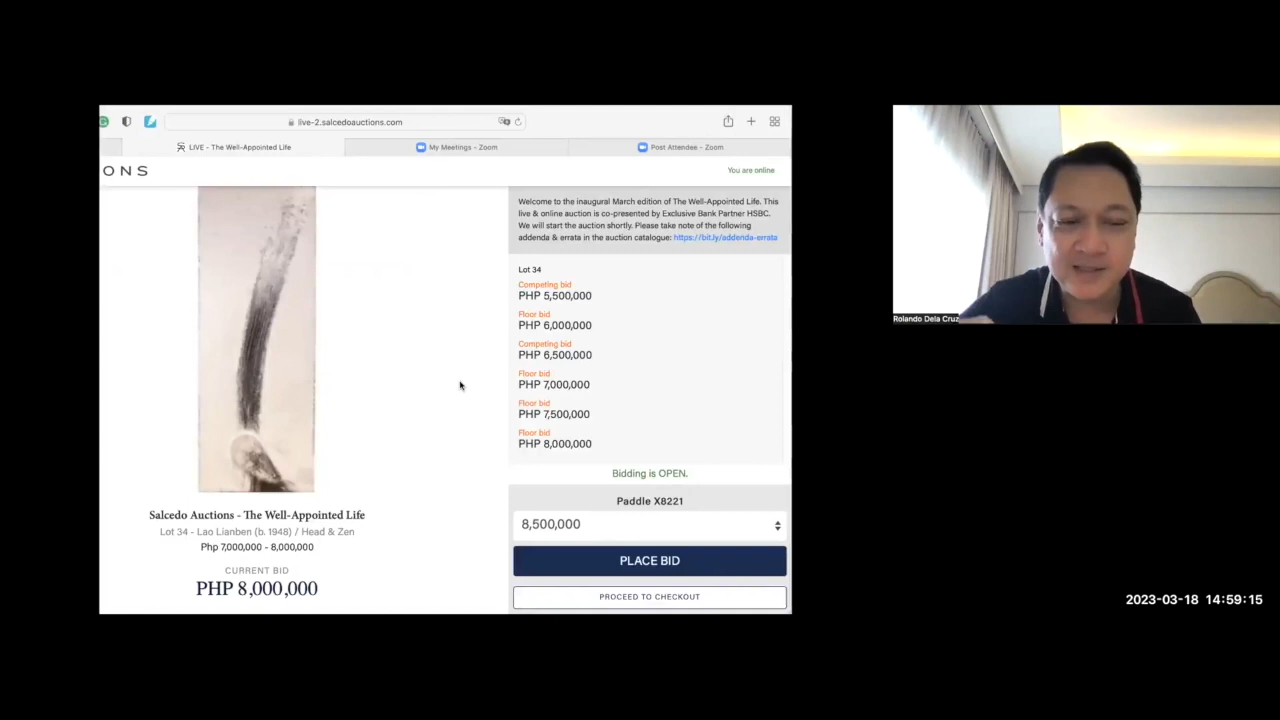 live-2.salcedoauctions.com
LIVE - The Well-Appointed Life
My Meetings - Zoom
Post Attendee - Zoom
ONS
You are online
Welcome to the inaugural March edition of The Well-Appointed Life. This
live & online auction is co-presented by Exclusive Bank Partner HSBC.
We will start the auction shortly. Please take note of the following
addenda & errata in the auction catalogue: https://bit.ly/addenda-errata
Lot 34
Competing bid
PHP 5,500,000
Floor bid
PHP 6,000,000
Competing bid
PHP 6,500,000
Floor bid
PHP 7,000,000
Floor bid
PHP 7,500,000
Floor bid
PHP 8,000,000
Bidding is OPEN.
Paddle X8221
8,500,000
PLACE BID
PROCEED TO CHECKOUT
Salcedo Auctions - The Well-Appointed Life
Lot 34 - Lao Lianben (b. 1948) / Head & Zen
Php 7,000,000 - 8,000,000
CURRENT BID
PHP 8,000,000
Rolando Dela Cruz
2023-03-18 14:59:15